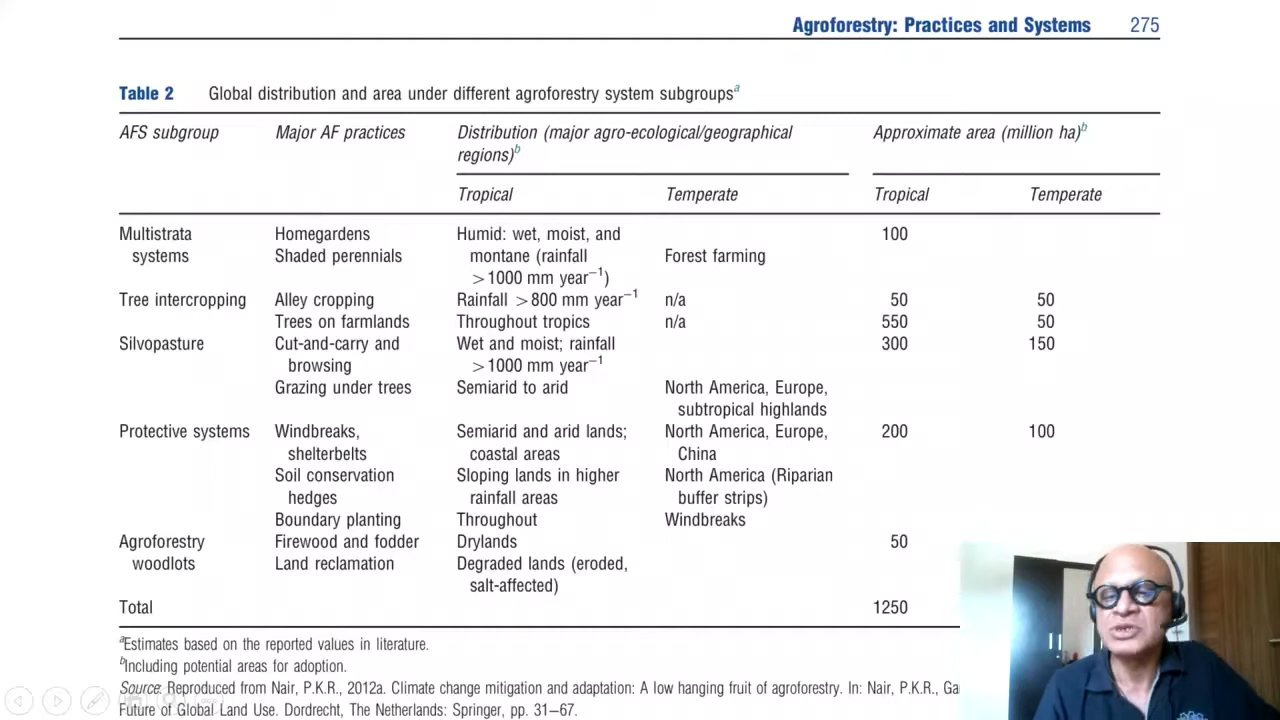 Agroforestry: Practices and Systems 275
Table 2 Global distribution and area under different agroforestry system subgroupsᵃ
AFS subgroup Major AF practices Distribution (major agro-ecological/geographical Approximate area (million ha)ᵇ
regions)ᵇ
Tropical Temperate Tropical Temperate
Multistrata Homegardens Humid: wet, moist, and 100
systems Shaded perennials montane (rainfall Forest farming
>1000 mm year⁻¹)
Tree intercropping Alley cropping Rainfall >800 mm year⁻¹ n/a 50 50
Trees on farmlands Throughout tropics n/a 550 50
Silvopasture Cut-and-carry and Wet and moist; rainfall 300 150
browsing >1000 mm year⁻¹
Grazing under trees Semiarid to arid North America, Europe,
subtropical highlands
Protective systems Windbreaks, Semiarid and arid lands; North America, Europe, 200 100
shelterbelts coastal areas China
Soil conservation Sloping lands in higher North America (Riparian
hedges rainfall areas buffer strips)
Boundary planting Throughout Windbreaks
Agroforestry Firewood and fodder Drylands 50
woodlots Land reclamation Degraded lands (eroded,
salt-affected)
Total 1250
ᵃEstimates based on the reported values in literature.
ᵇIncluding potential areas for adoption.
Source: Reproduced from Nair, P.K.R., 2012a. Climate change mitigation and adaptation: A low hanging fruit of agroforestry. In: Nair, P.K.R.,
Future of Global Land Use. Dordrecht, The Netherlands: Springer, pp. 31–67.